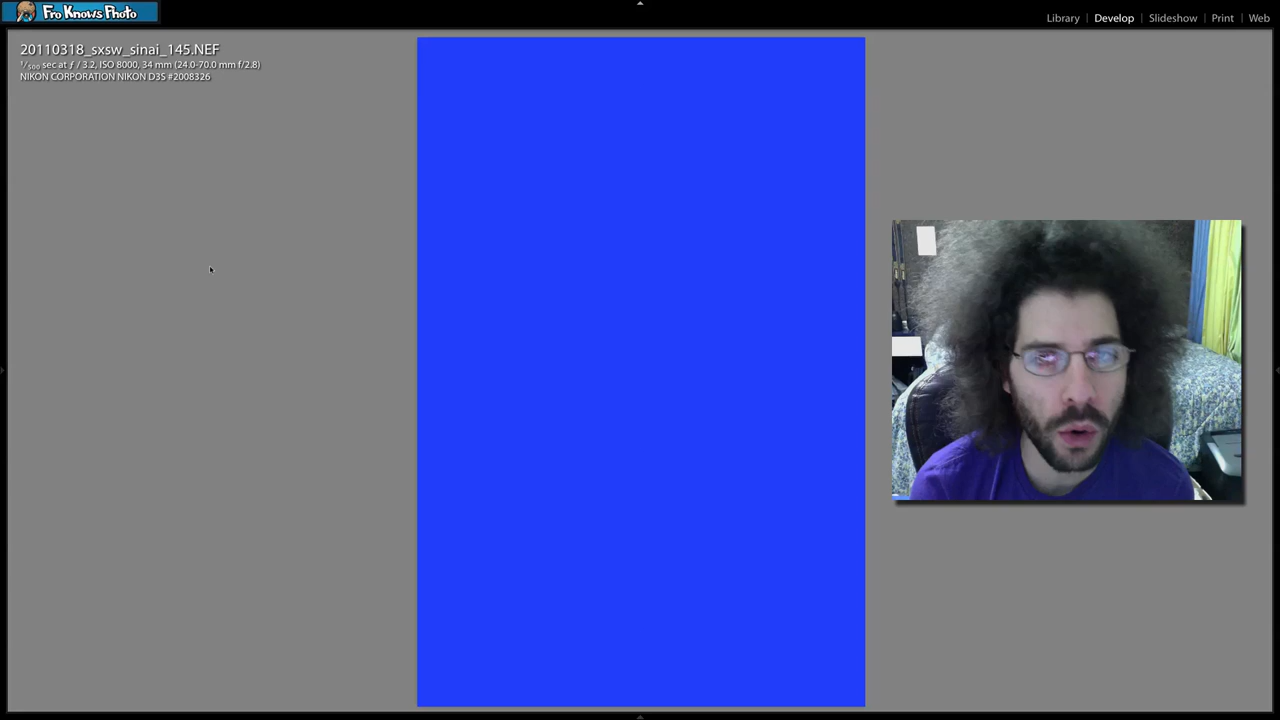 Fro Knows Photo
Library | Develop | Slideshow | Print | Web
20110318_sxsw_sinai_145.NEF
1/500 sec at ƒ / 3.2, ISO 8000, 34 mm (24.0-70.0 mm f/2.8)
NIKON CORPORATION NIKON D3S #2008326